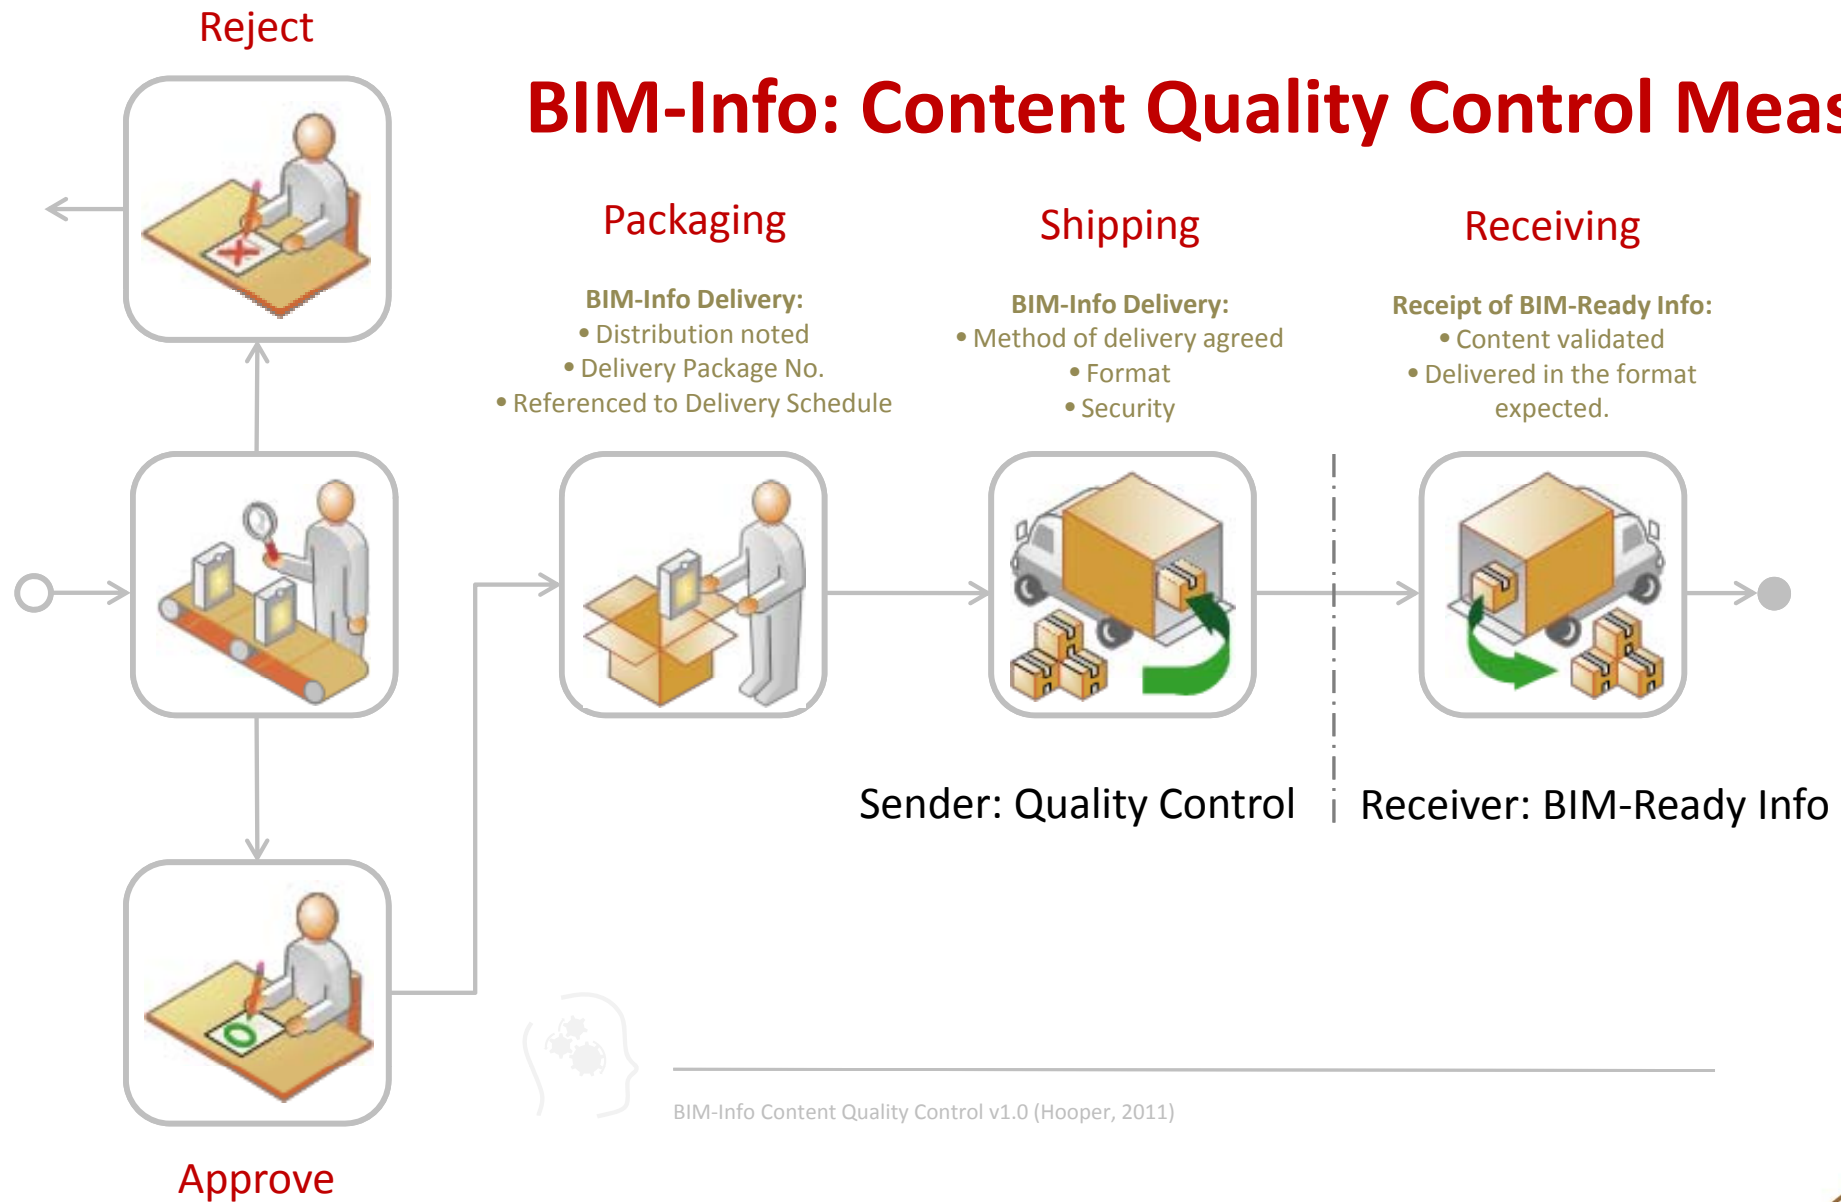 Reject
BIM-Info: Content Quality Control Meas
Packaging
BIM-Info Delivery:
• Distribution noted
• Delivery Package No.
• Referenced to Delivery Schedule
Shipping
BIM-Info Delivery:
• Method of delivery agreed
• Format
• Security
Receiving
Receipt of BIM-Ready Info:
• Content validated
• Delivered in the format
expected.
Sender: Quality Control
Receiver: BIM-Ready Info
BIM-Info Content Quality Control v1.0 (Hooper, 2011)
Approve